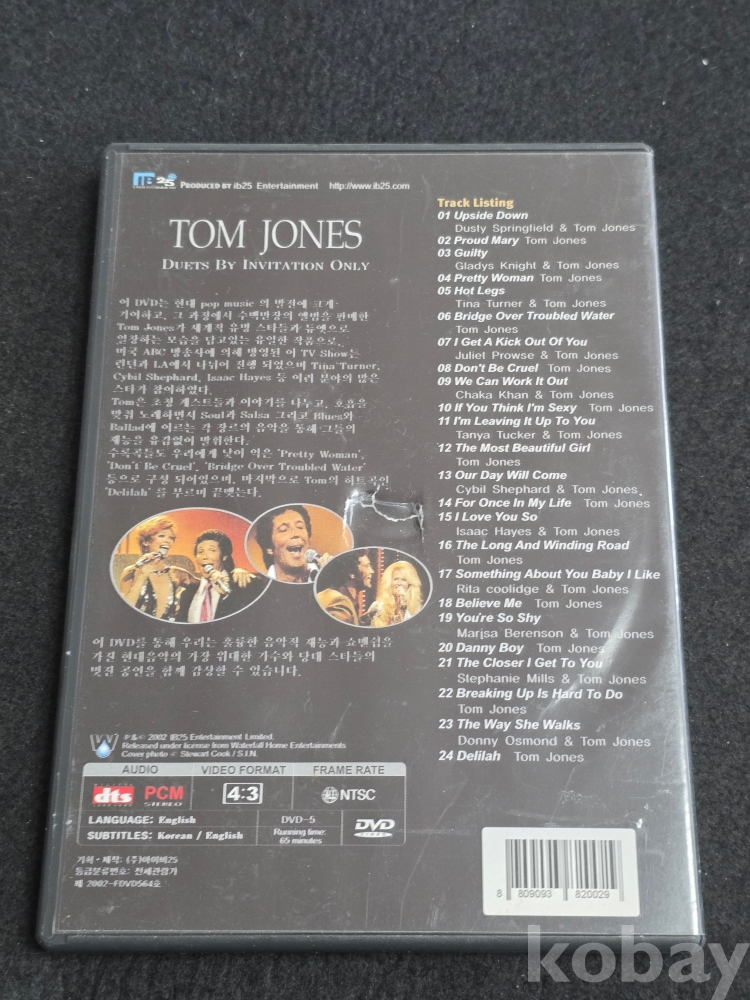 IB25 PRODUCED BY ib25 Entertainment http://www.ib25.com
TOM JONES
DUETS BY INVITATION ONLY
이 DVD는 현대 pop music 의 발전에 크게
기여하고, 그 과정에서 수백만장의 앨범을 판매한
Tom Jones가 세계적 유명 스타들과 듀엣으로
열창하는 모습을 담고있는 유일한 작품으로,
미국 ABC 방송사에 의해 방영된 이 TV Show는
런던과 LA에서 나뉘어 진행 되었으며 Tina Turner,
Cybil Shephard, Isaac Hayes 등 여러 분야의 많은
스타가 참여하였다.
Tom은 초청 게스트들과 이야기를 나누고, 호흡을
맞춰 노래하면서 Soul과 Salsa 그리고 Blues와
Ballad에 이르는 각 장르의 음악을 통해 그들의
재능을 유감없이 발휘한다.
수록곡들도 우리에게 낯이 익은 'Pretty Woman',
'Don't Be Cruel', 'Bridge Over Troubled Water'
등으로 구성 되어있으며, 마지막으로 Tom의 히트곡인
'Delilah' 를 부르며 끝맺는다.
이 DVD를 통해 우리는 훌륭한 음악적 재능과 쇼맨쉽을
가진 현대음악의 가장 위대한 가수와 당대 스타들의
멋진 공연을 함께 감상할 수 있습니다.
Track Listing
01 Upside Down
Dusty Springfield & Tom Jones
02 Proud Mary Tom Jones
03 Guilty
Gladys Knight & Tom Jones
04 Pretty Woman Tom Jones
05 Hot Legs
Tina Turner & Tom Jones
06 Bridge Over Troubled Water
Tom Jones
07 I Get A Kick Out Of You
Juliet Prowse & Tom Jones
08 Don't Be Cruel Tom Jones
09 We Can Work It Out
Chaka Khan & Tom Jones
10 If You Think I'm Sexy Tom Jones
11 I'm Leaving It Up To You
Tanya Tucker & Tom Jones
12 The Most Beautiful Girl
Tom Jones
13 Our Day Will Come
Cybil Shephard & Tom Jones
14 For Once In My Life Tom Jones
15 I Love You So
Isaac Hayes & Tom Jones
16 The Long And Winding Road
Tom Jones
17 Something About You Baby I Like
Rita coolidge & Tom Jones
18 Believe Me Tom Jones
19 You're So Shy
Marjsa Berenson & Tom Jones
20 Danny Boy Tom Jones
21 The Closer I Get To You
Stephanie Mills & Tom Jones
22 Breaking Up Is Hard To Do
Tom Jones
23 The Way She Walks
Donny Osmond & Tom Jones
24 Delilah Tom Jones
℗ & © 2002 IB25 Entertainment Limited.
Released under license from Waterfall Home Entertainments
Cover photo © Stewart Cook / S.I.N.
AUDIO VIDEO FORMAT FRAME RATE
dts PCM STEREO 4:3 ALL NTSC
LANGUAGE: English
SUBTITLES: Korean / English
DVD-5
Running time:
65 minutes
DVD VIDEO
기획·제작: (주)아이비25
등급분류번호: 전체관람가
제 2002-FDVD564호
8 809093 820029
kobay